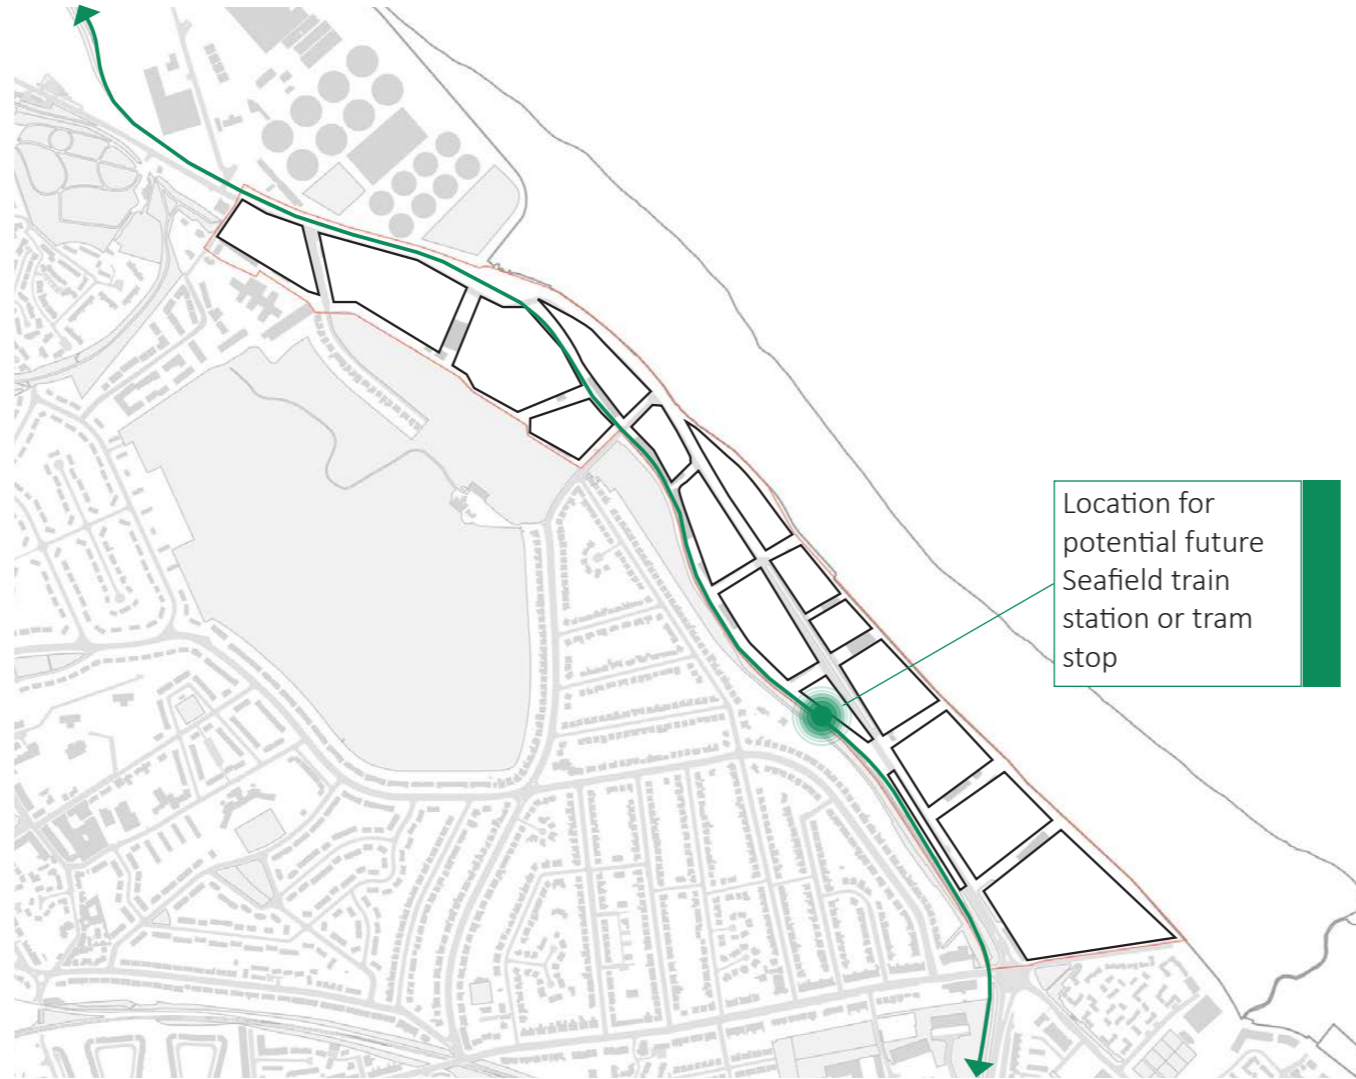 Location for
potential future
Seafield train
station or tram
stop